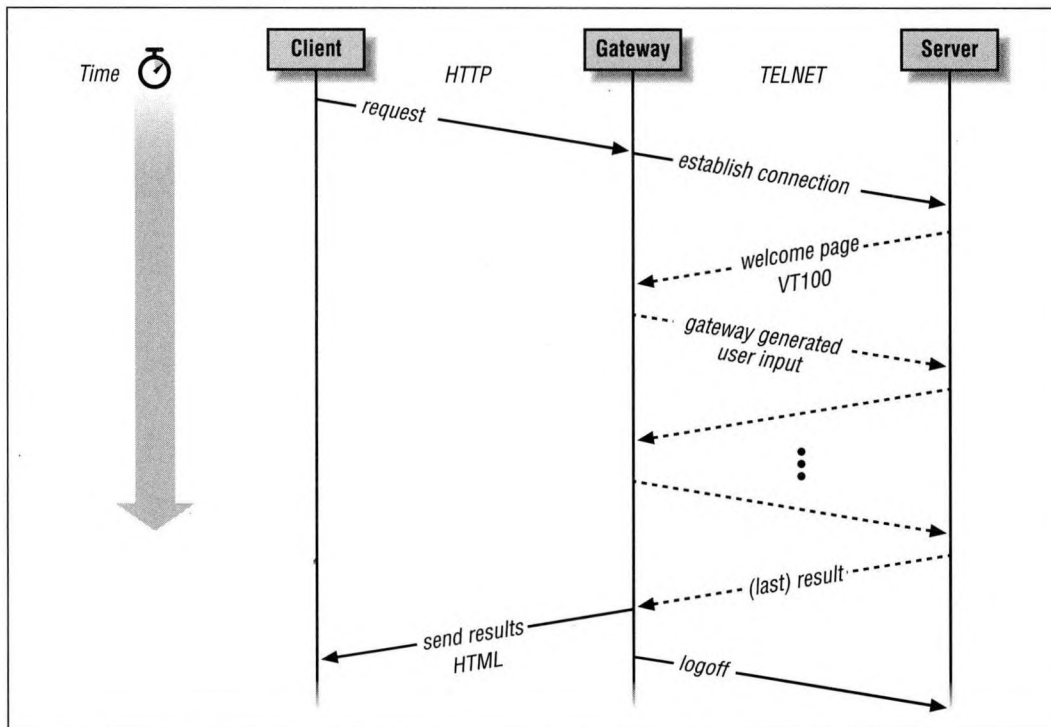 Client
Gateway
Server
Time
HTTP
TELNET
request
establish connection
welcome page
VT100
gateway generated
user input
(last) result
send results
HTML
logoff